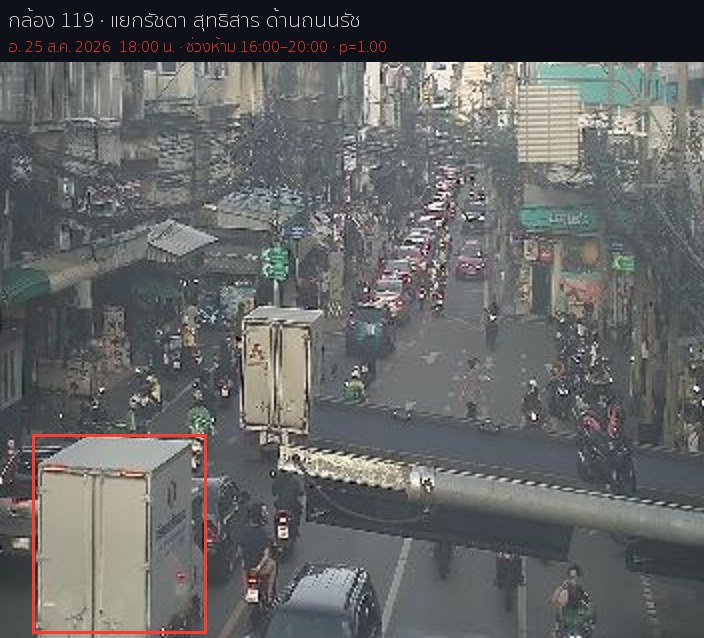 กล้อง 119 · แยกรัชดา สุทธิสาร ด้านถนนรัช
อ. 25 ส.ค. 2026 18:00 น. · ช่วงห้าม 16:00–20:00 · p=1.00